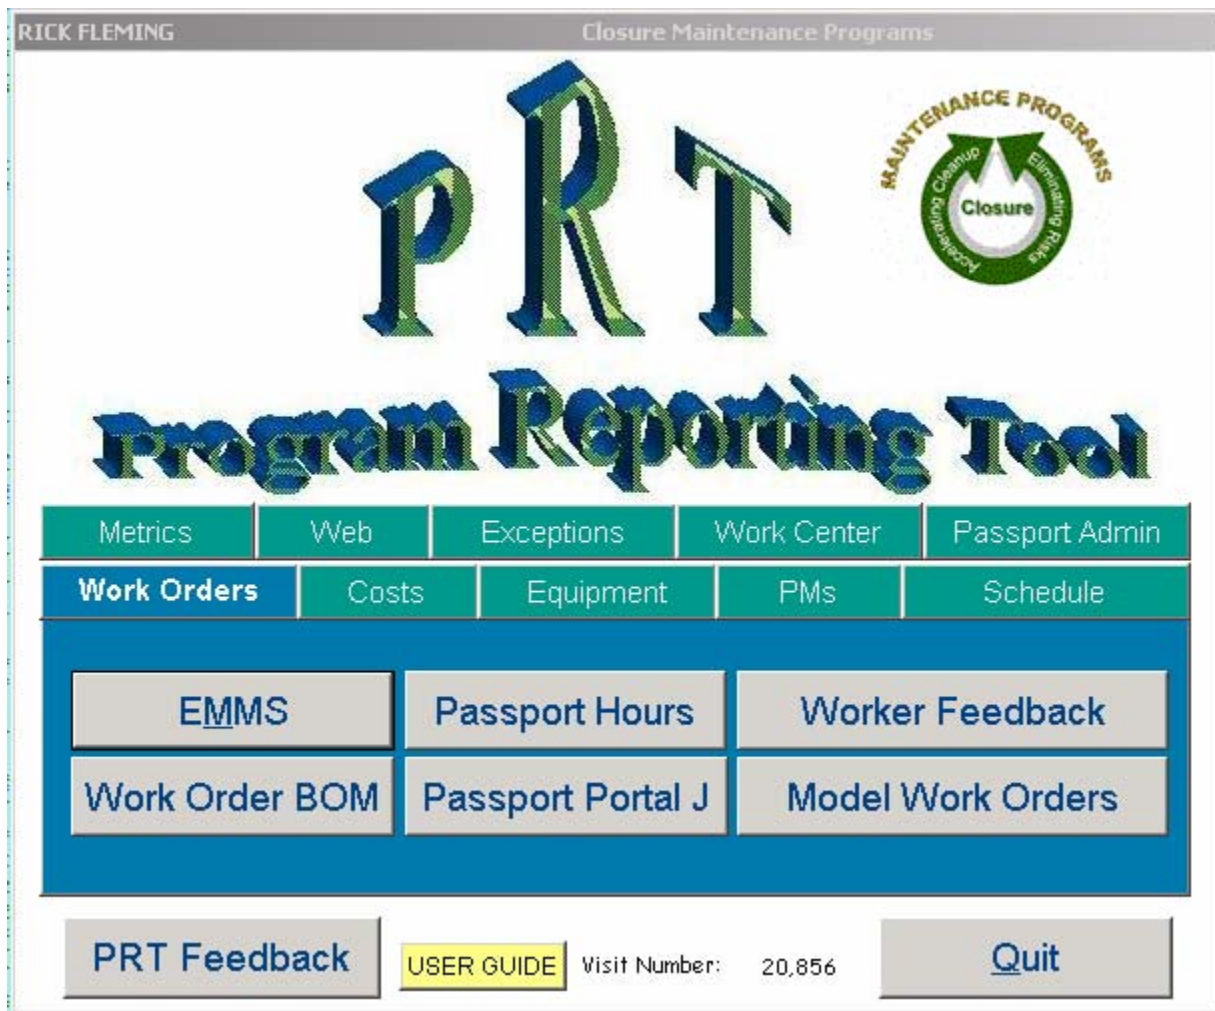 RICK FLEMING Closure Maintenance Programs
MAINTENANCE PROGRAMS
Accelerating Cleanup
Eliminating Risks
Closure
PRT
Program Reporting Tool
Metrics Web Exceptions Work Center Passport Admin
Work Orders Costs Equipment PMs Schedule
EMMS Passport Hours Worker Feedback
Work Order BOM Passport Portal J Model Work Orders
PRT Feedback USER GUIDE Visit Number: 20,856 Quit